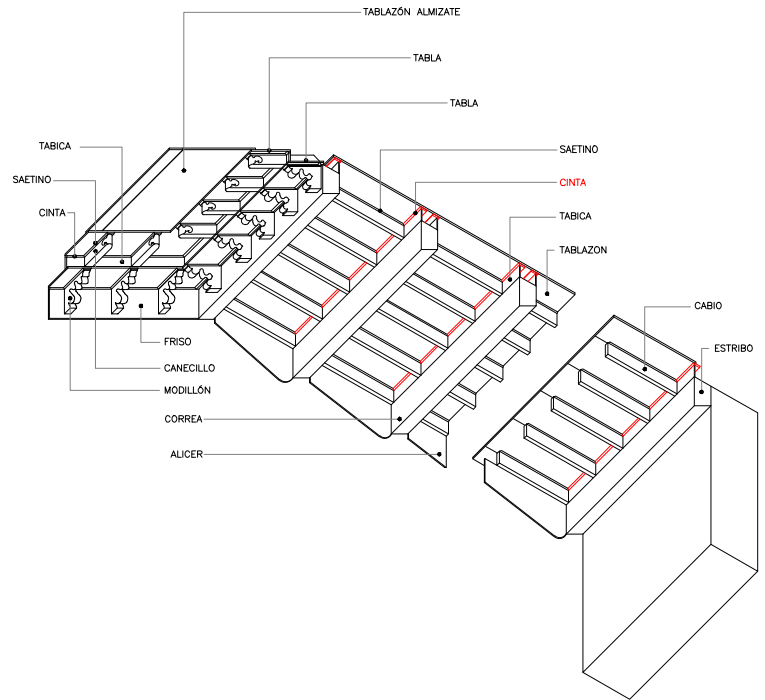 TABLAZÓN ALMIZATE
TABLA
TABLA
TABICA
SAETINO
SAETINO
CINTA
CINTA
TABICA
TABLAZON
CABIO
FRISO
ESTRIBO
CANECILLO
MODILLÓN
CORREA
ALICER